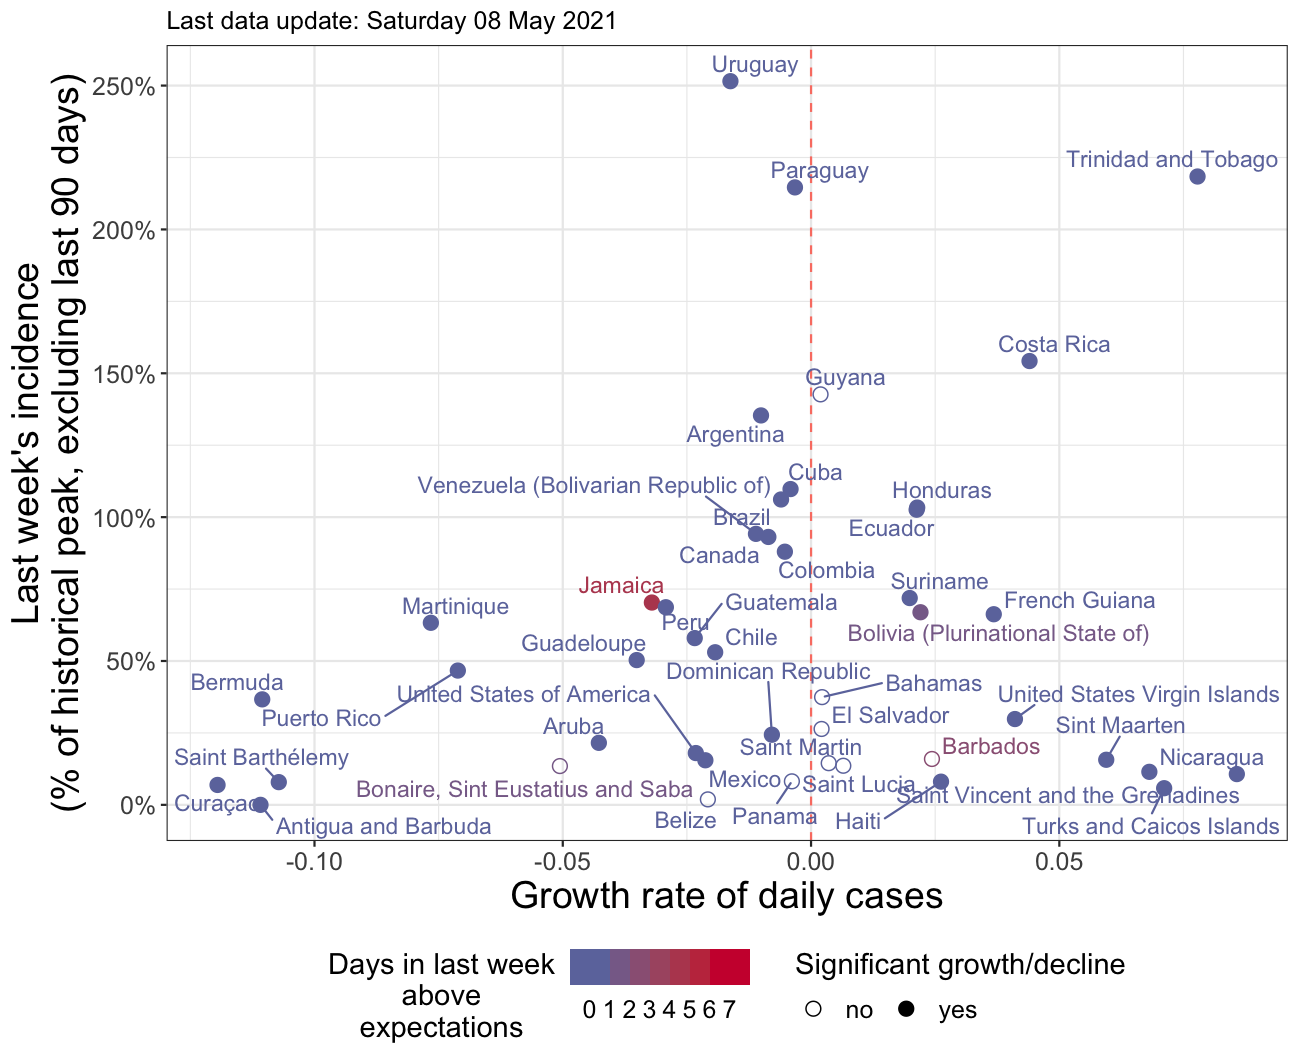 Last data update: Saturday 08 May 2021
Last week's incidence
(% of historical peak, excluding last 90 days)
250%
200%
150%
100%
50%
0%
Uruguay
Trinidad and Tobago
Paraguay
Costa Rica
Guyana
Argentina
Cuba
Venezuela (Bolivarian Republic of)
Honduras
Brazil
Ecuador
Canada
Colombia
Suriname
Jamaica
French Guiana
Guatemala
Martinique
Peru
Bolivia (Plurinational State of)
Chile
Guadeloupe
Dominican Republic
Bermuda
Bahamas
United States of America
United States Virgin Islands
Puerto Rico
El Salvador
Aruba
Sint Maarten
Saint Martin
Barbados
Saint Barthélemy
Nicaragua
Mexico
Saint Lucia
Bonaire, Sint Eustatius and Saba
Saint Vincent and the Grenadines
Curaçao
Belize
Panama
Haiti
Antigua and Barbuda
Turks and Caicos Islands
-0.10
-0.05
0.00
0.05
Growth rate of daily cases
Days in last week
above
expectations
0 1 2 3 4 5 6 7
Significant growth/decline
no
yes